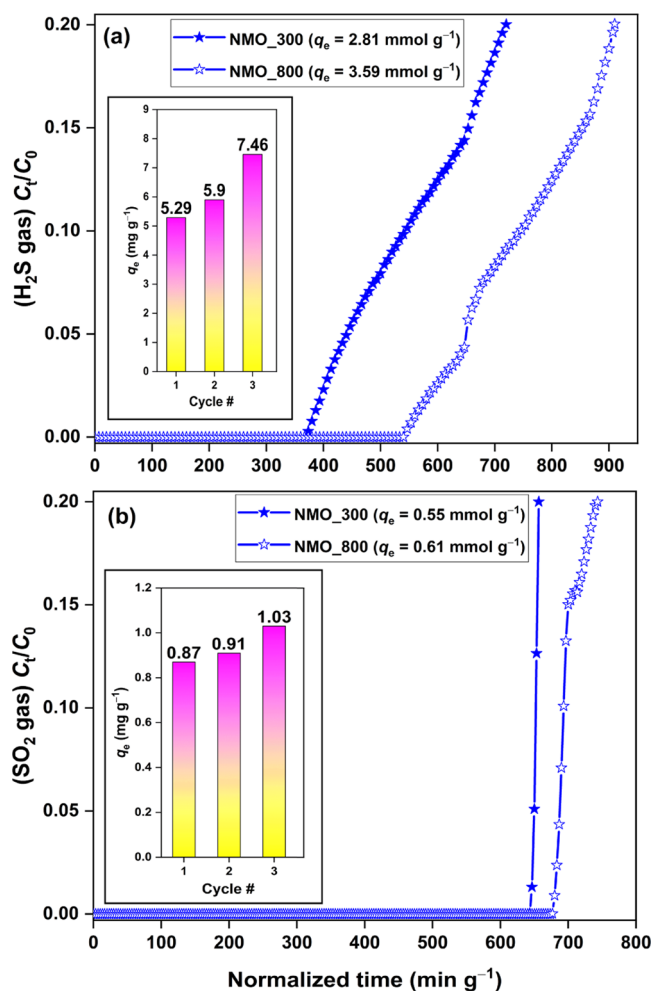 (a)
NMO_300 (qe = 2.81 mmol g−1)
NMO_800 (qe = 3.59 mmol g−1)
(H2S gas) Ct/C0
0.20
0.15
0.10
0.05
0.00
0 100 200 300 400 500 600 700 800 900
qe (mg g−1)
9
8
7
6
5
4
3
2
1
0
5.29 5.9 7.46
1 2 3
Cycle #
(b)
NMO_300 (qe = 0.55 mmol g−1)
NMO_800 (qe = 0.61 mmol g−1)
(SO2 gas) Ct/C0
0.20
0.15
0.10
0.05
0.00
qe (mg g−1)
1.2
1.0
0.8
0.6
0.4
0.2
0.0
0.87 0.91 1.03
1 2 3
Cycle #
0 100 200 300 400 500 600 700 800
Normalized time (min g−1)